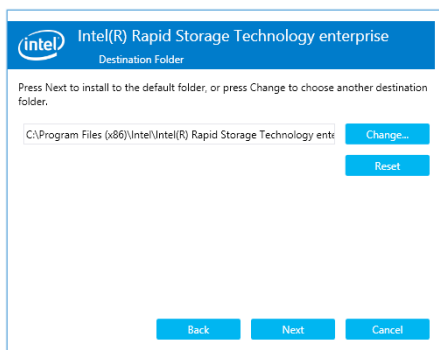 intel
Intel(R) Rapid Storage Technology enterprise
Destination Folder
Press Next to install to the default folder, or press Change to choose another destination
folder.
C:\Program Files (x86)\Intel\Intel(R) Rapid Storage Technology ente
Change...
Reset
Back
Next
Cancel